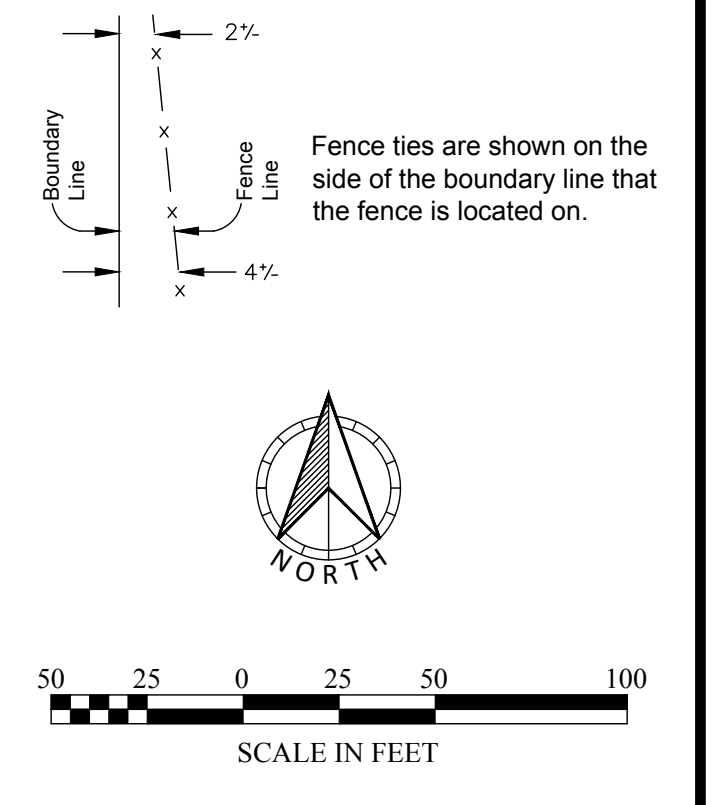 2+/-
x
x
Boundary
Line
Fence
Line
Fence ties are shown on the
side of the boundary line that
the fence is located on.
x
4+/-
x
NORTH
50 25 0 25 50 100
SCALE IN FEET